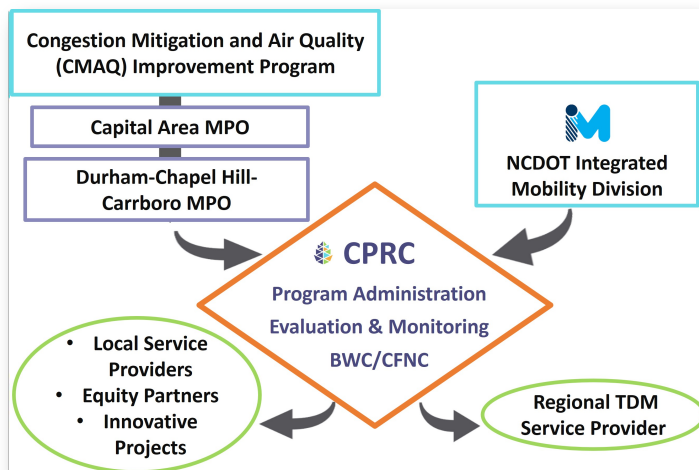 Congestion Mitigation and Air Quality
(CMAQ) Improvement Program
Capital Area MPO
Durham-Chapel Hill-
Carrboro MPO
iM
NCDOT Integrated
Mobility Division
CPRC
Program Administration
Evaluation & Monitoring
BWC/CFNC
• Local Service
Providers
• Equity Partners
• Innovative
Projects
Regional TDM
Service Provider